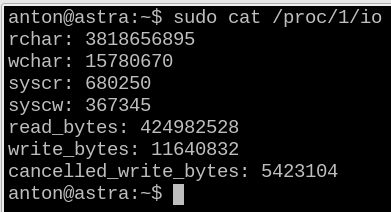 anton@astra:~$ sudo cat /proc/1/io
rchar: 3818656895
wchar: 15780670
syscr: 680250
syscw: 367345
read_bytes: 424982528
write_bytes: 11640832
cancelled_write_bytes: 5423104
anton@astra:~$